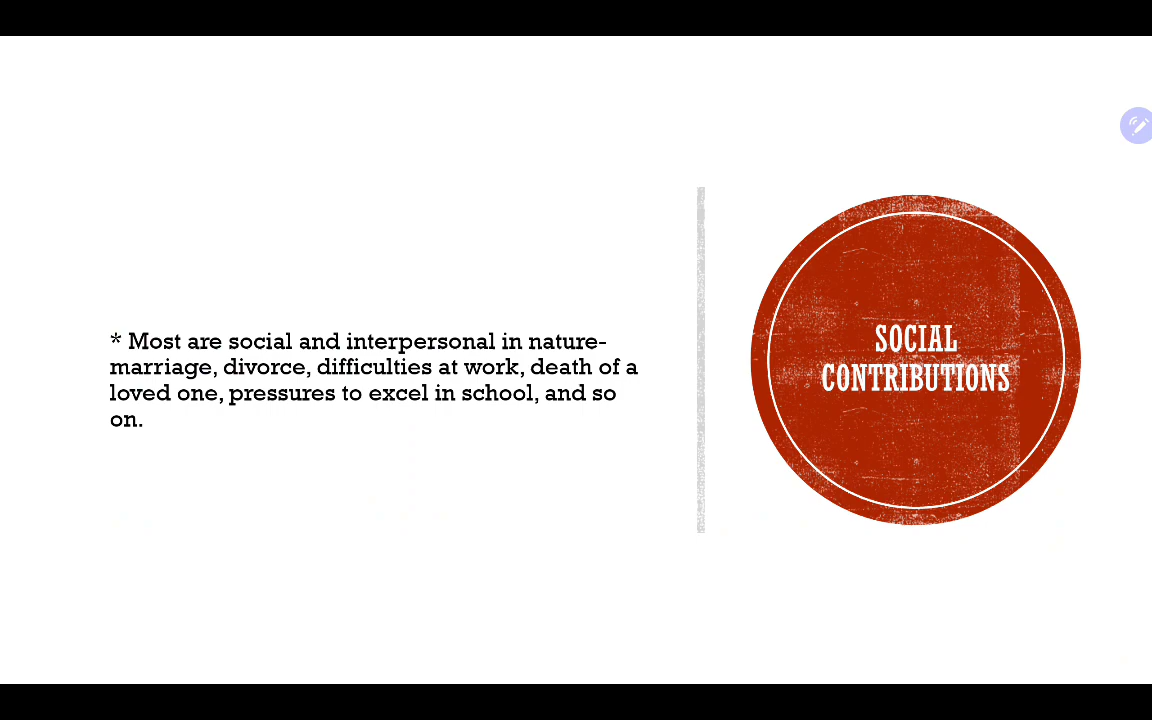 * Most are social and interpersonal in nature-
marriage, divorce, difficulties at work, death of a
loved one, pressures to excel in school, and so
on.
SOCIAL
CONTRIBUTIONS